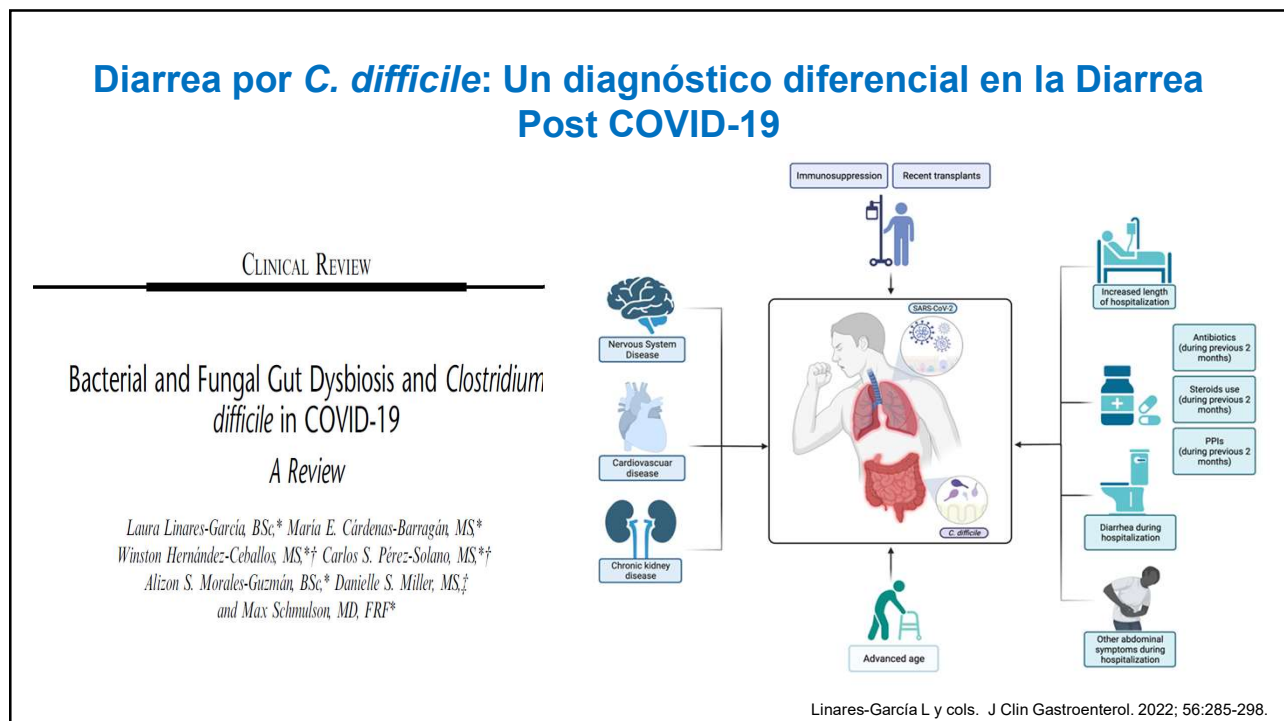 Diarrea por C. difficile: Un diagnóstico diferencial en la Diarrea
Post COVID-19
CLINICAL REVIEW
Bacterial and Fungal Gut Dysbiosis and Clostridium
difficile in COVID-19
A Review
Laura Linares-García, BSc,* María E. Cárdenas-Barragán, MS,*
Winston Hernández-Ceballos, MS,*† Carlos S. Pérez-Solano, MS,*†
Alizon S. Morales-Guzmán, BSc,* Danielle S. Miller, MS,‡
and Max Schmulson, MD, FRF*
Immunosuppression
Recent transplants
Nervous System
Disease
Cardiovascuar
disease
Chronic kidney
disease
SARS-CoV-2
C. difficile
Advanced age
Increased length
of hospitalization
Antibiotics
(during previous 2
months)
Steroids use
(during previous 2
months)
PPIs
(during previous 2
months)
Diarrhea during
hospitalization
Other abdominal
symptoms during
hospitalization
Linares-García L y cols. J Clin Gastroenterol. 2022; 56:285-298.